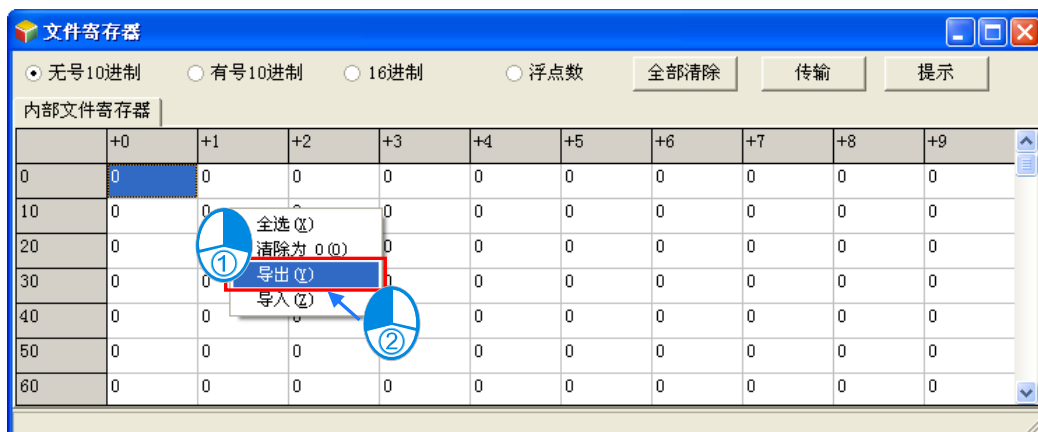 文件寄存器
无号10进制 有号10进制 16进制 浮点数 全部清除 传输 提示
内部文件寄存器
+0 +1 +2 +3 +4 +5 +6 +7 +8 +9
0 0 0 0 0 0 0 0 0 0 0
10 0 0 0 0 0 0 0 0 0
全选(X)
20 0 0 0 0 0 0 0 0
清除为 0(O)
①
30 0 0 0 0 0 0 0 0
导出(Y)
导入(Z)
40 0 0 0 0 0 0 0 0 0
②
50 0 0 0 0 0 0 0 0 0
60 0 0 0 0 0 0 0 0 0 0